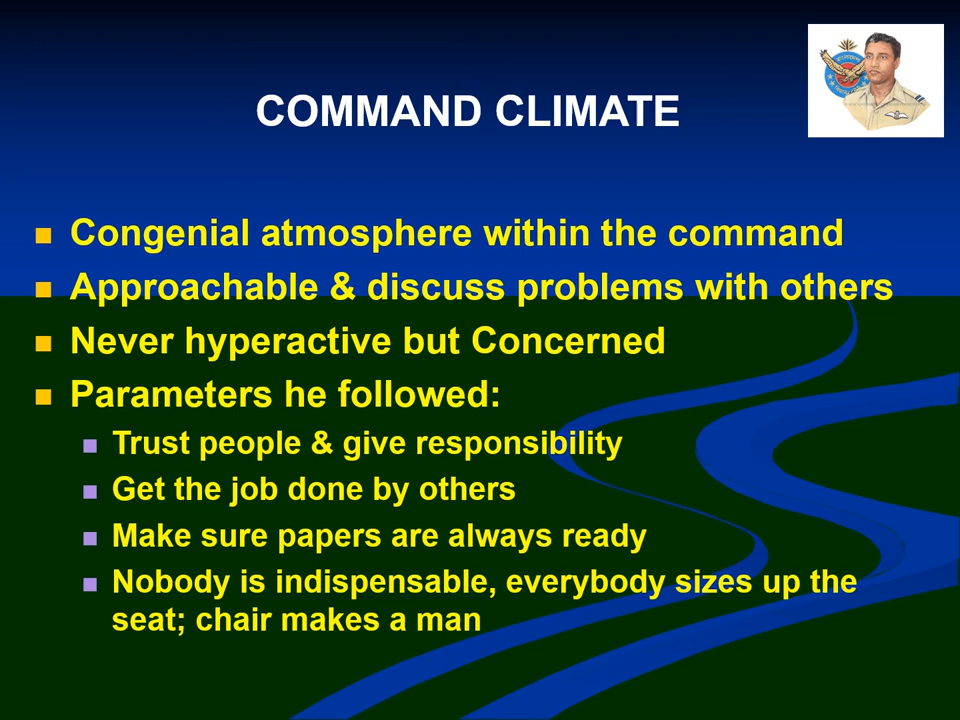 COMMAND CLIMATE
Congenial atmosphere within the command
Approachable & discuss problems with others
Never hyperactive but Concerned
Parameters he followed:
Trust people & give responsibility
Get the job done by others
Make sure papers are always ready
Nobody is indispensable, everybody sizes up the
seat; chair makes a man